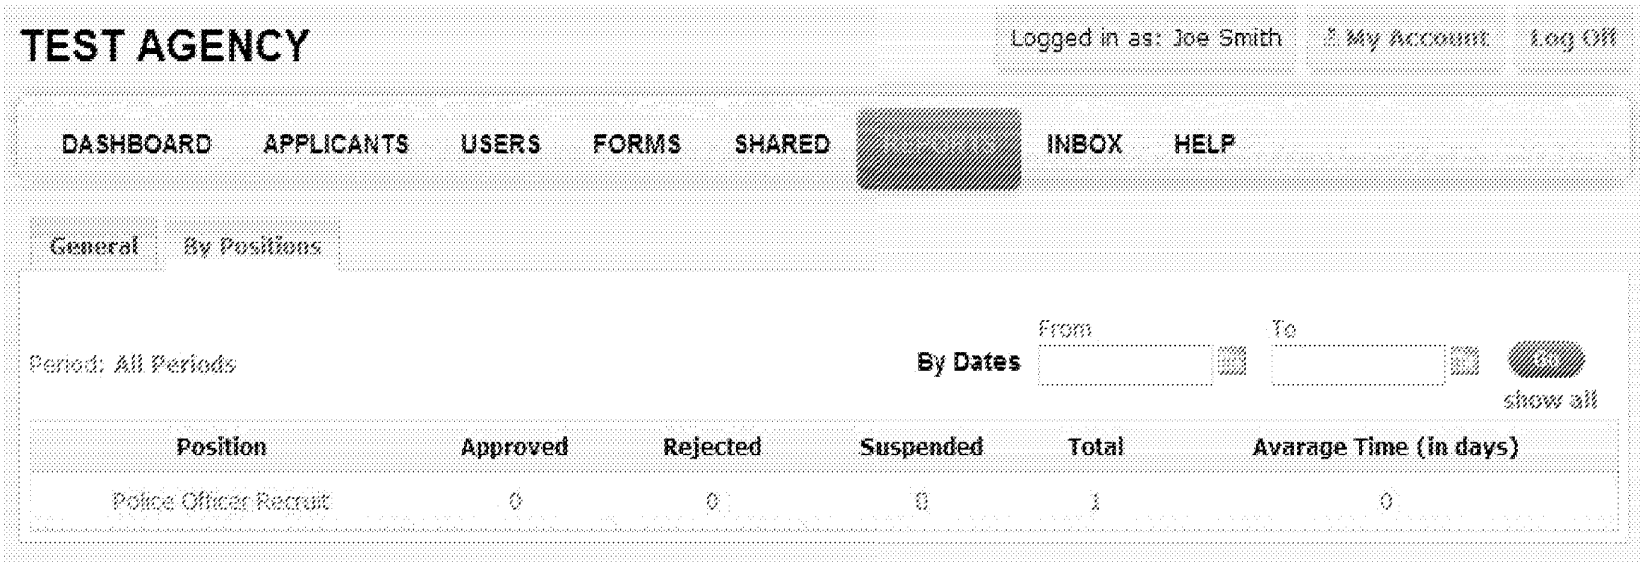 TEST AGENCY
Logged in as: Joe Smith My Account Log Off
DASHBOARD APPLICANTS USERS FORMS SHARED INBOX HELP
General By Positions
From To
Period: All Periods By Dates Go
show all
Position Approved Rejected Suspended Total Avarage Time (in days)
Police Officer Recruit 0 0 0 1 0